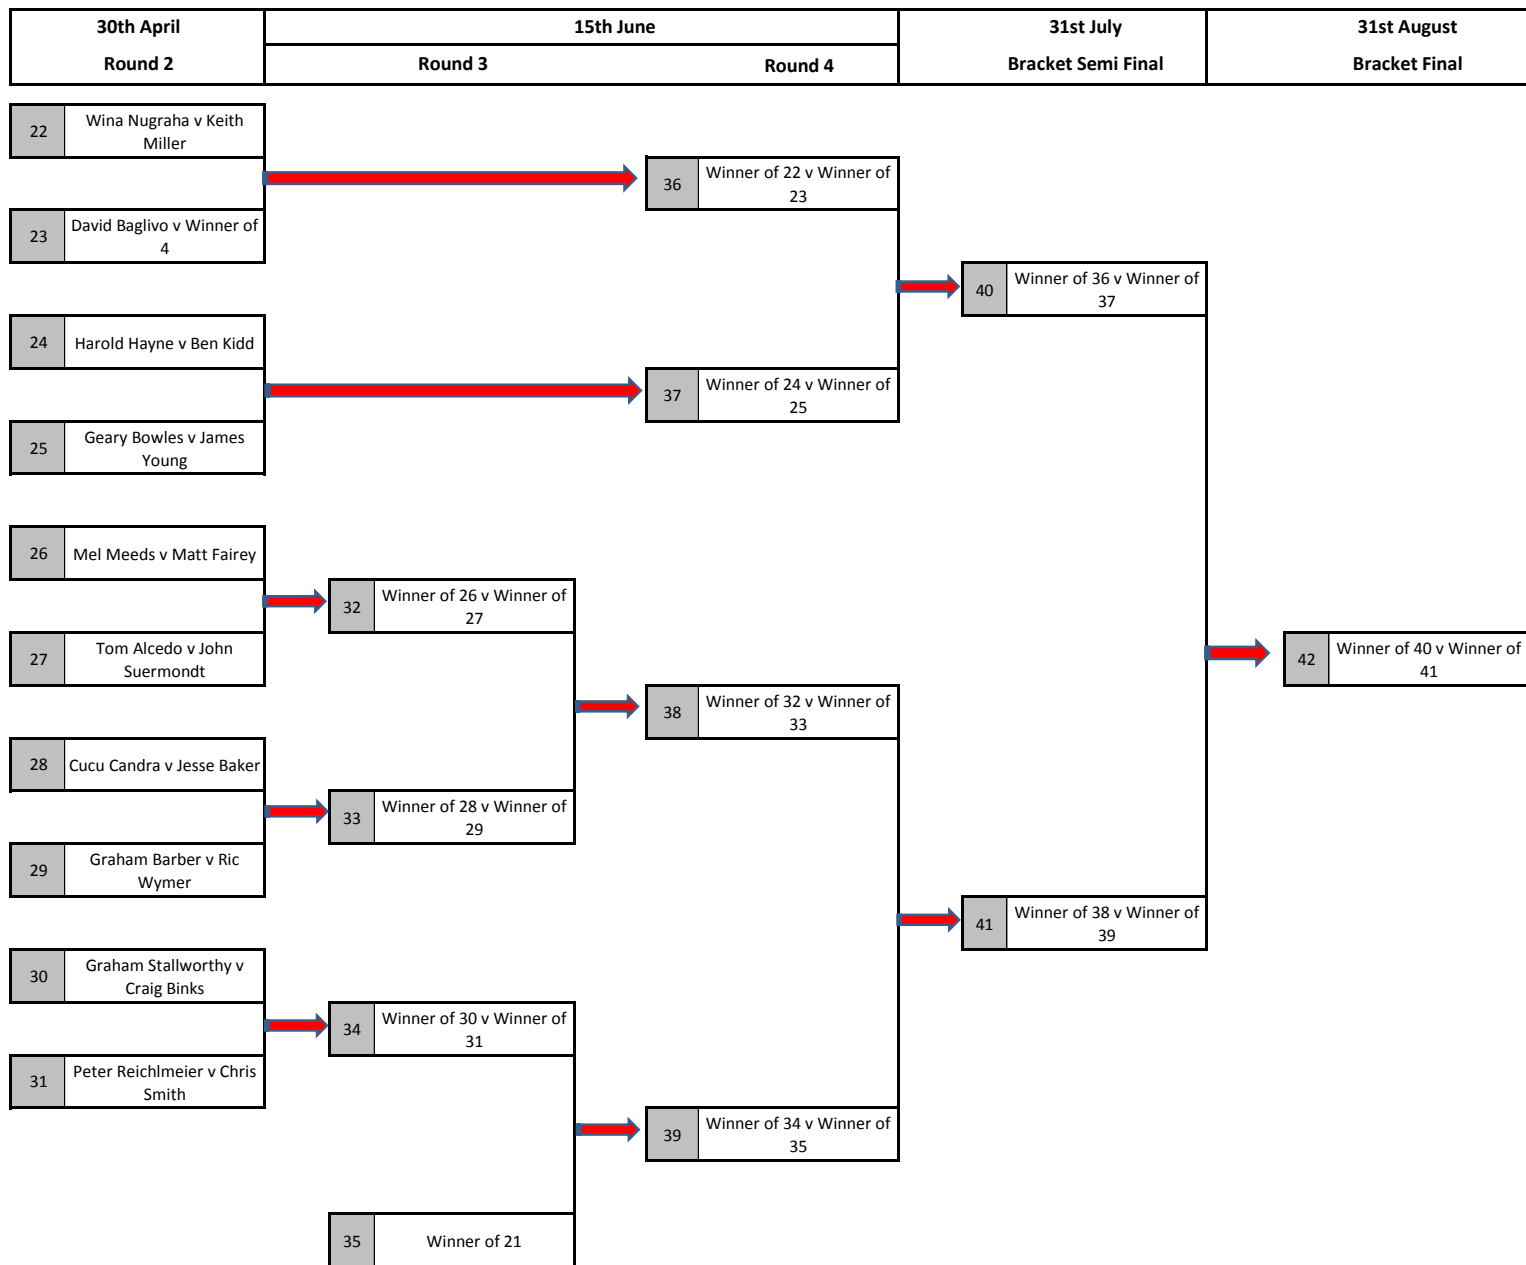 30th April
15th June
31st July
31st August
Round 2
Round 3
Round 4
Bracket Semi Final
Bracket Final
22
Wina Nugraha v Keith
Miller
36
Winner of 22 v Winner of
23
23
David Baglivo v Winner of
4
40
Winner of 36 v Winner of
37
24
Harold Hayne v Ben Kidd
37
Winner of 24 v Winner of
25
25
Geary Bowles v James
Young
26
Mel Meeds v Matt Fairey
32
Winner of 26 v Winner of
27
27
Tom Alcedo v John
Suermondt
42
Winner of 40 v Winner of
41
38
Winner of 32 v Winner of
33
28
Cucu Candra v Jesse Baker
33
Winner of 28 v Winner of
29
29
Graham Barber v Ric
Wymer
41
Winner of 38 v Winner of
39
30
Graham Stallworthy v
Craig Binks
34
Winner of 30 v Winner of
31
31
Peter Reichlmeier v Chris
Smith
39
Winner of 34 v Winner of
35
35
Winner of 21